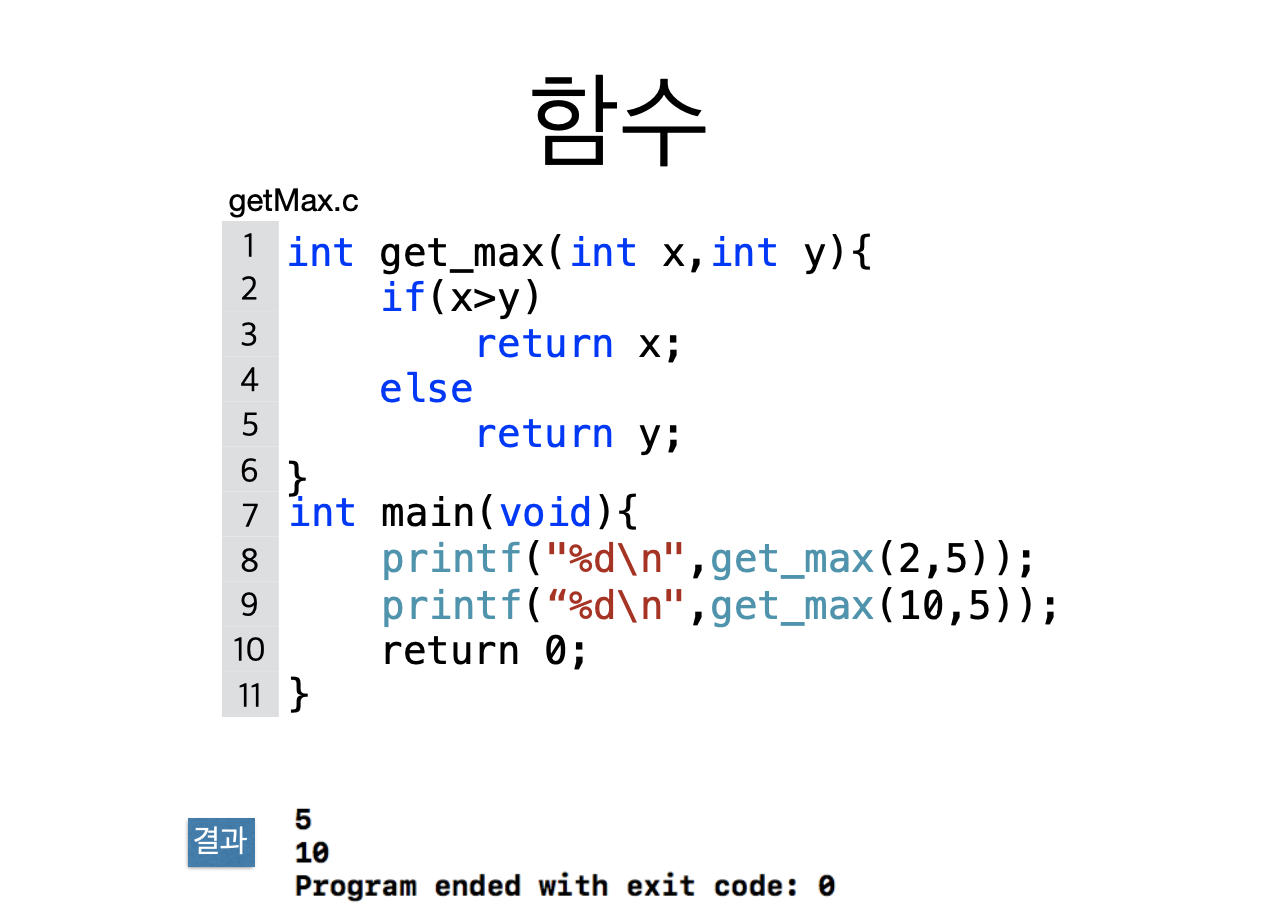 함수
getMax.c
1 int get_max(int x,int y){
2 if(x>y)
3 return x;
4 else
5 return y;
6 }
7 int main(void){
8 printf("%d\n",get_max(2,5));
9 printf(“%d\n",get_max(10,5));
10 return 0;
11 }
결과
5
10
Program ended with exit code: 0